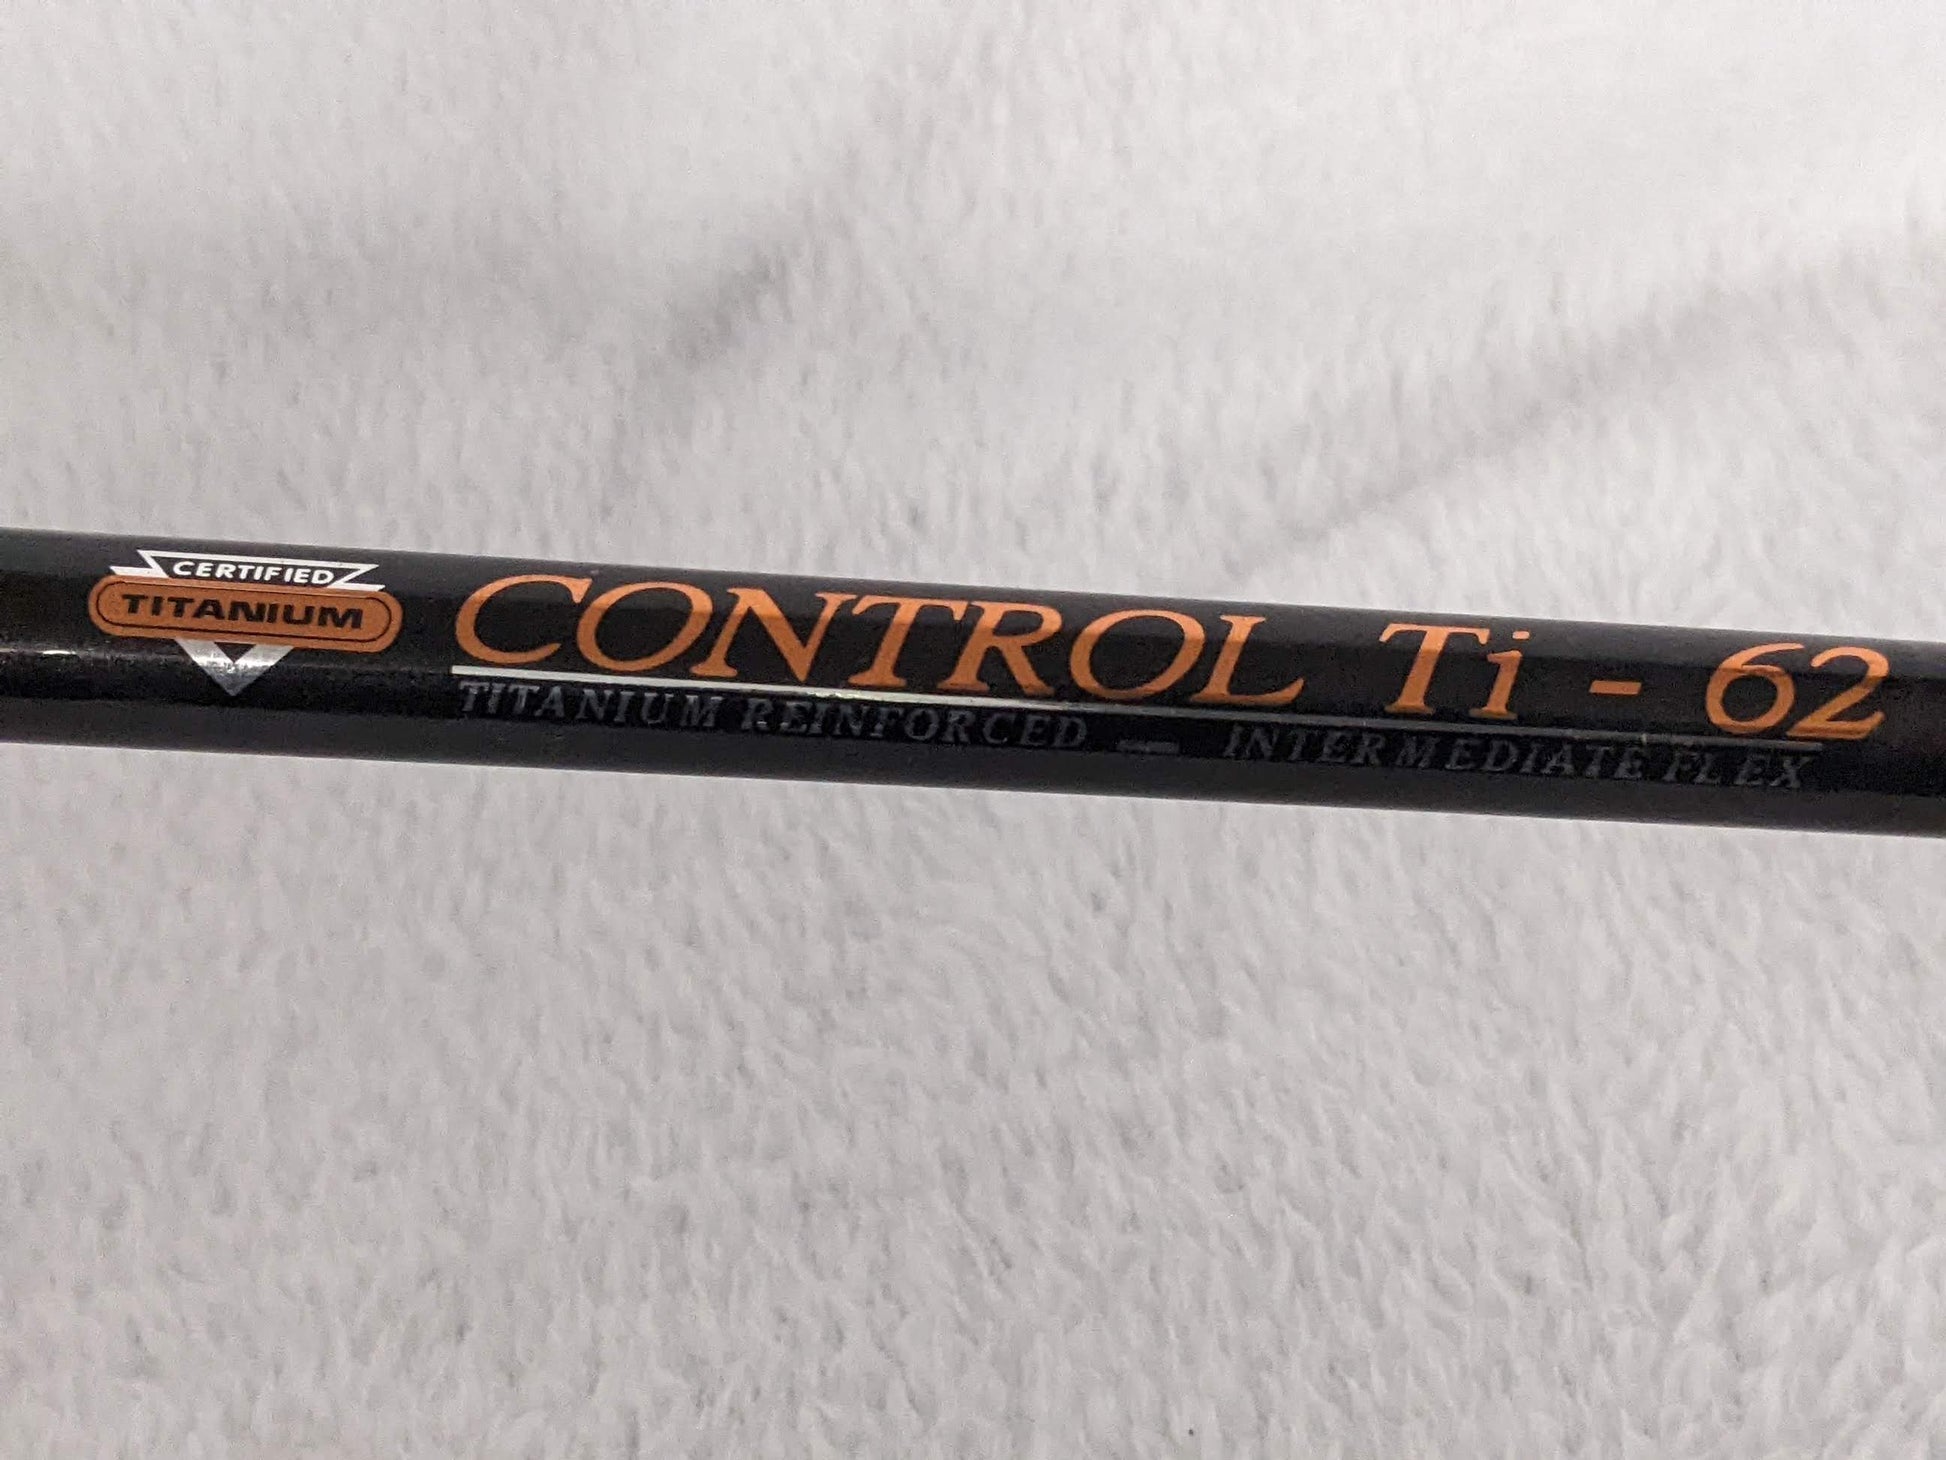 CERTIFIED
TITANIUM
CONTROL Ti - 62
TITANIUM REINFORCED — INTERMEDIATE FLEX